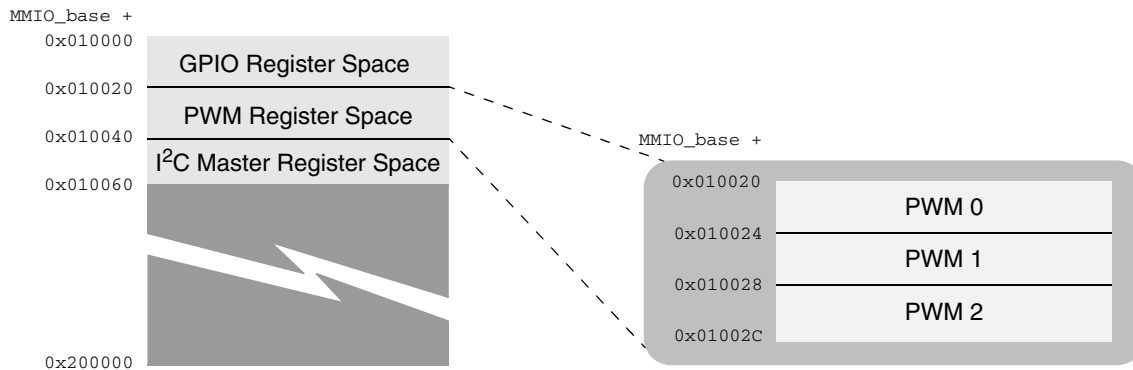 MMIO_base +
0x010000
GPIO Register Space
0x010020
PWM Register Space
0x010040
I²C Master Register Space
0x010060
0x200000
MMIO_base +
0x010020
PWM 0
0x010024
PWM 1
0x010028
PWM 2
0x01002C